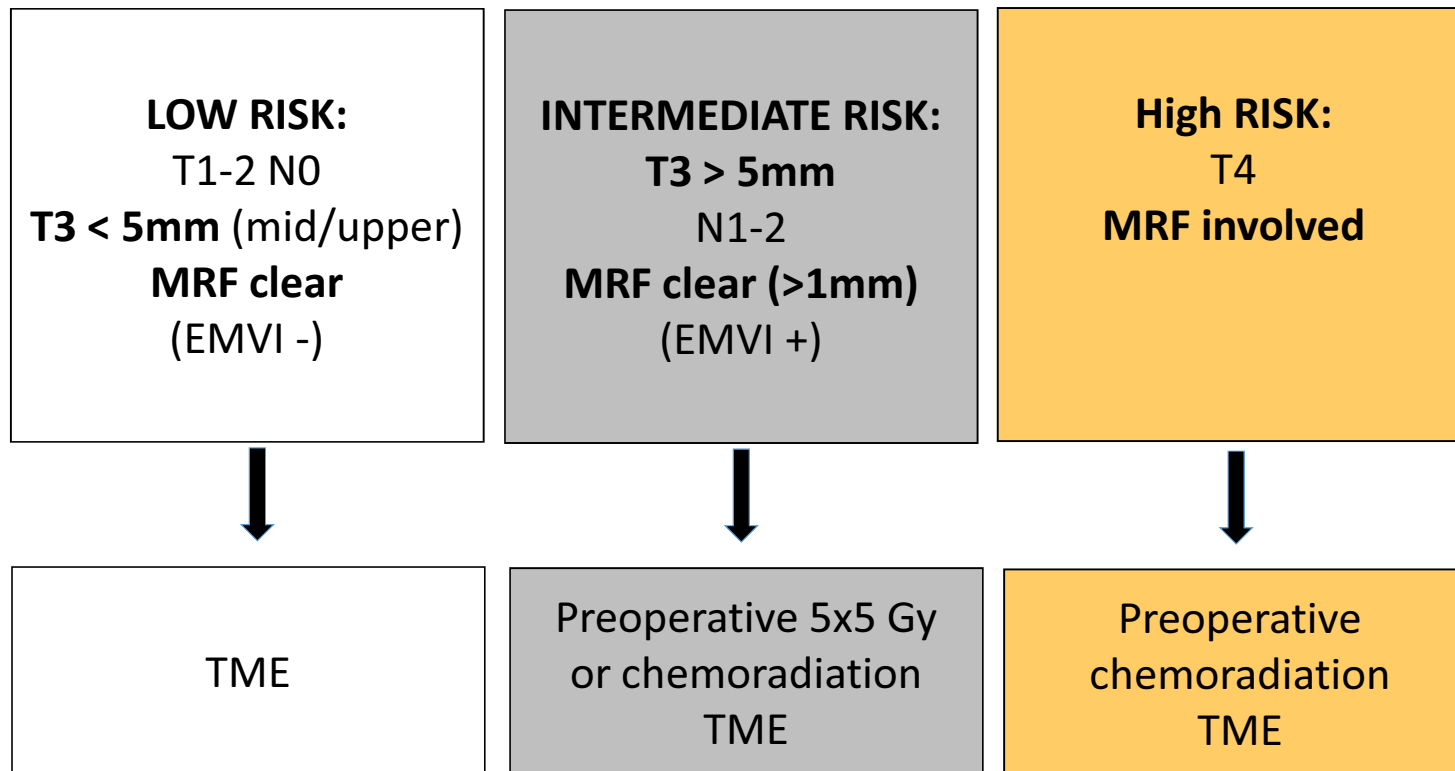 LOW RISK:
T1-2 N0
T3 < 5mm (mid/upper)
MRF clear
(EMVI -)
INTERMEDIATE RISK:
T3 > 5mm
N1-2
MRF clear (>1mm)
(EMVI +)
High RISK:
T4
MRF involved
TME
Preoperative 5x5 Gy
or chemoradiation
TME
Preoperative
chemoradiation
TME